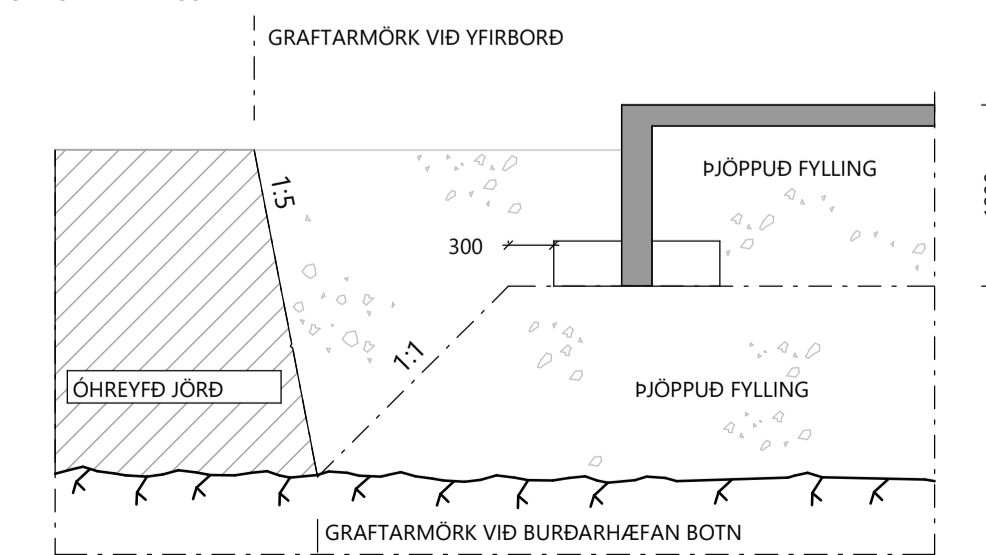 GRAFTARMÖRK VIÐ YFIRBORÐ
ÞJÖPPUÐ FYLLING
1:5
300
1:1
ÓHREYFÐ JÖRÐ
ÞJÖPPUÐ FYLLING
GRAFTARMÖRK VIÐ BURÐARHÆFAN BOTN